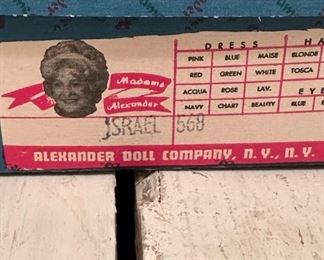 DRESS HA
PINK BLUE MAISE BLONDE
Madame RED GREEN WHITE TOSCA
Alexander ACQUA ROSE LAV. EYE
NAVY CHART BEAUTY BLUE B
ISRAEL 568
ALEXANDER DOLL COMPANY, N. Y., N. Y.